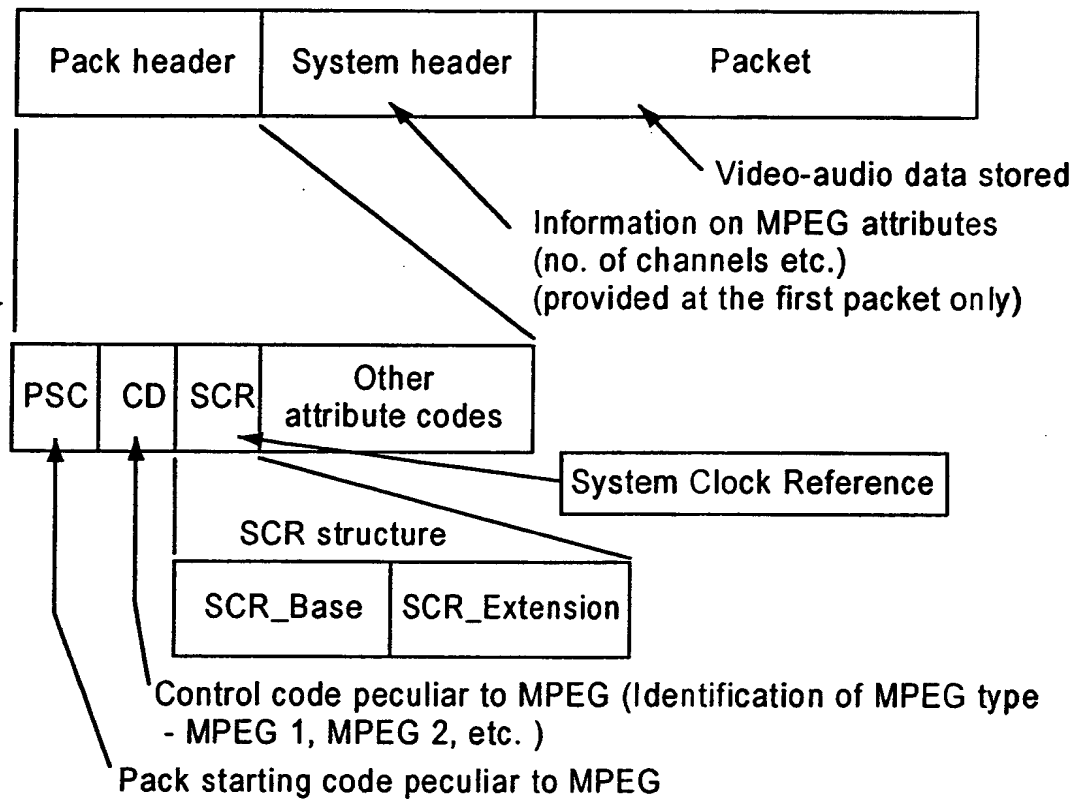 Pack header
System header
Packet
Video-audio data stored
Information on MPEG attributes
(no. of channels etc.)
(provided at the first packet only)
PSC
CD
SCR
Other
attribute codes
System Clock Reference
SCR structure
SCR_Base
SCR_Extension
Control code peculiar to MPEG (Identification of MPEG type
- MPEG 1, MPEG 2, etc. )
Pack starting code peculiar to MPEG